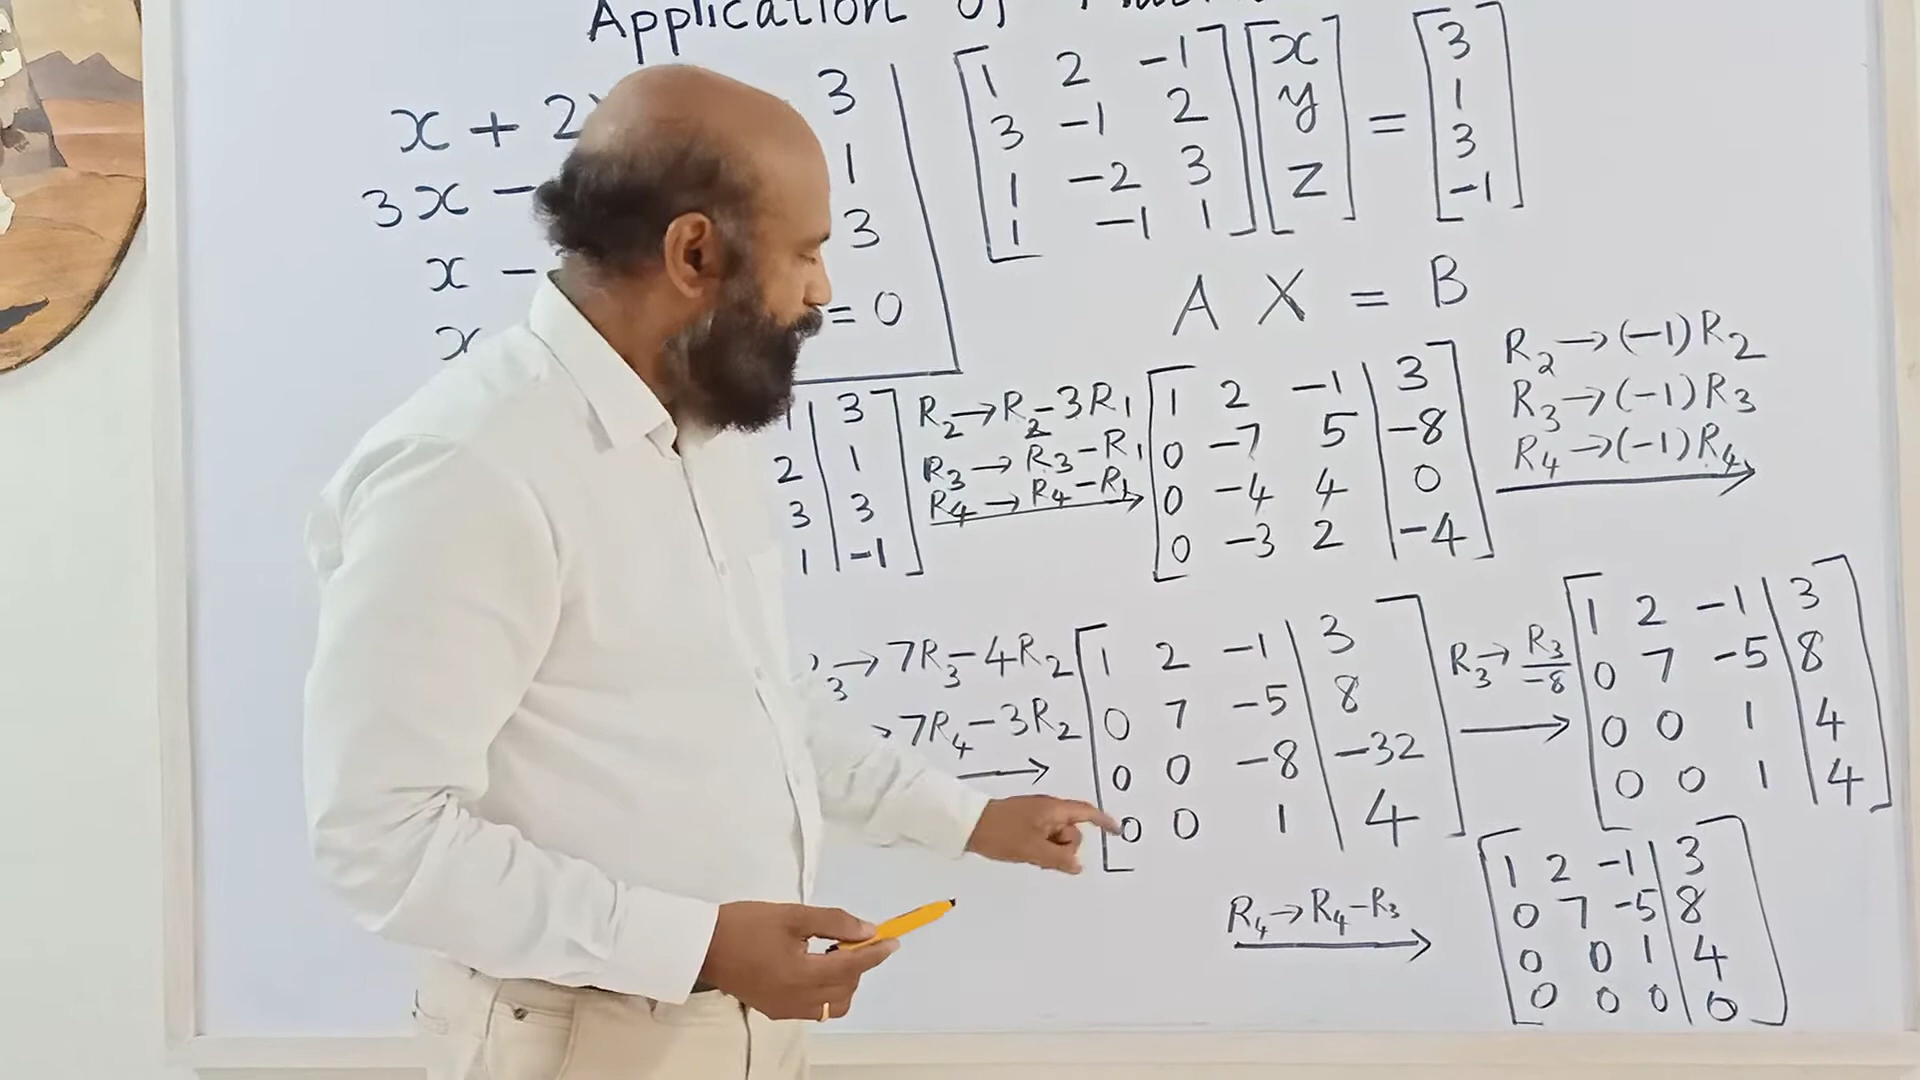 Application of
x + 2 3
3x - 1
x - 3
x = 0
1 2 -1 x 3
3 -1 2 y = 1
1 -2 3 z 3
1 -1 1 -1
A X = B
1 3
2 1
3 3
1 -1
R2→R2-3R1
R3→R3-R1
R4→R4-R1
1 2 -1 3
0 -7 5 -8
0 -4 4 0
0 -3 2 -4
R2→(-1)R2
R3→(-1)R3
R4→(-1)R4
3→7R3-4R2
→7R4-3R2
1 2 -1 3
0 7 -5 8
0 0 -8 -32
0 0 1 4
R3→R3/-8
1 2 -1 3
0 7 -5 8
0 0 1 4
0 0 1 4
R4→R4-R3
1 2 -1 3
0 7 -5 8
0 0 1 4
0 0 0 0